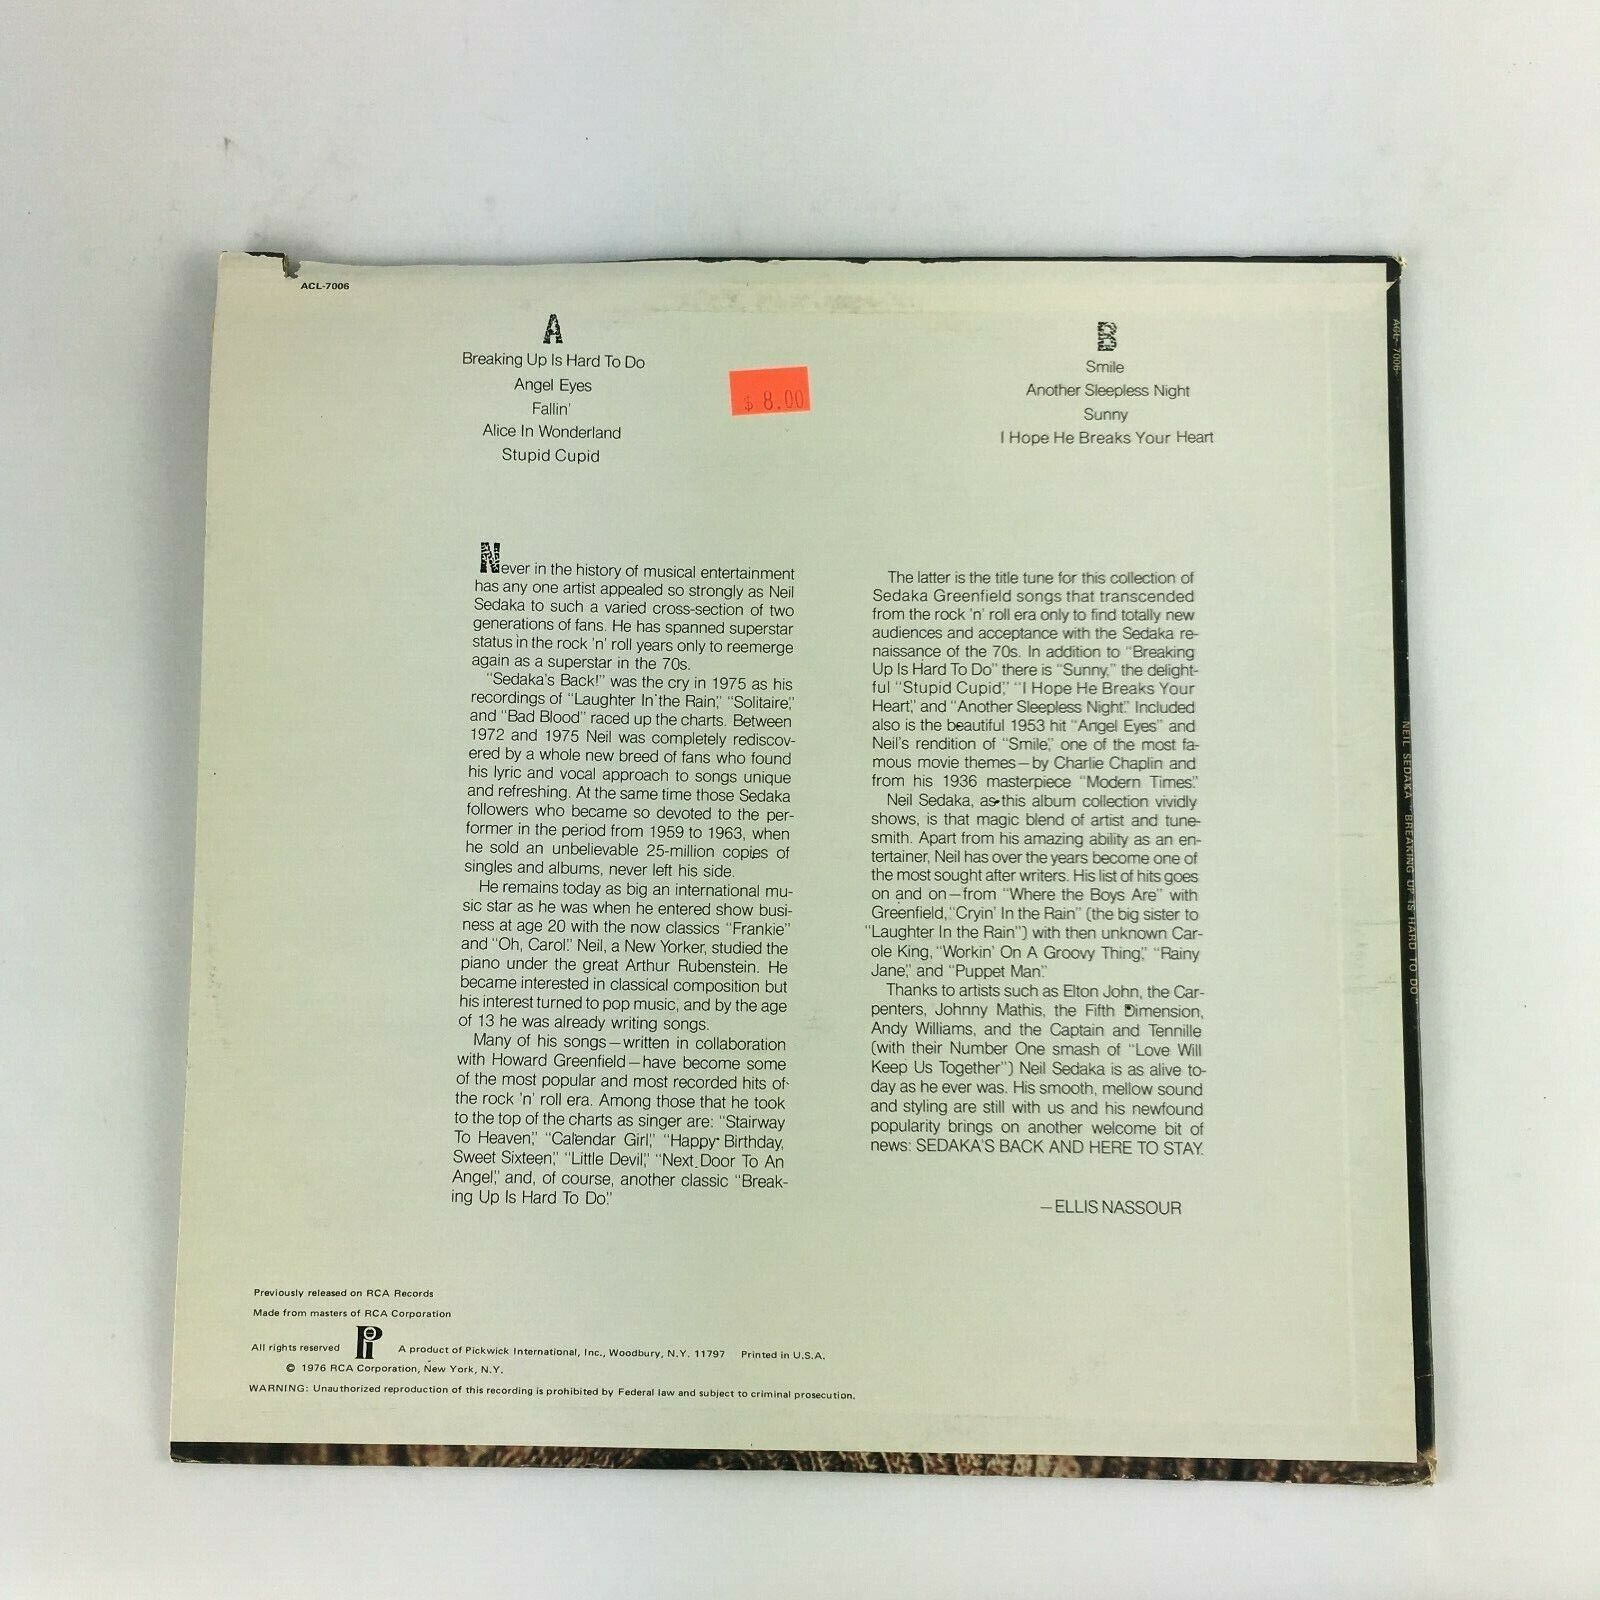 ACL-7006
A
Breaking Up Is Hard To Do
Angel Eyes
Fallin'
Alice In Wonderland
Stupid Cupid
$ 8.00
B
Smile
Another Sleepless Night
Sunny
I Hope He Breaks Your Heart
Never in the history of musical entertainment
has any one artist appealed so strongly as Neil
Sedaka to such a varied cross-section of two
generations of fans. He has spanned superstar
status in the rock 'n' roll years only to reemerge
again as a superstar in the 70s.
"Sedaka's Back!" was the cry in 1975 as his
recordings of "Laughter In the Rain," "Solitaire,"
and "Bad Blood" raced up the charts. Between
1972 and 1975 Neil was completely rediscov-
ered by a whole new breed of fans who found
his lyric and vocal approach to songs unique
and refreshing. At the same time those Sedaka
followers who became so devoted to the per-
former in the period from 1959 to 1963, when
he sold an unbelievable 25-million copies of
singles and albums, never left his side.
He remains today as big an international mu-
sic star as he was when he entered show busi-
ness at age 20 with the now classics "Frankie"
and "Oh, Carol." Neil, a New Yorker, studied the
piano under the great Arthur Rubenstein. He
became interested in classical composition but
his interest turned to pop music, and by the age
of 13 he was already writing songs.
Many of his songs—written in collaboration
with Howard Greenfield—have become some
of the most popular and most recorded hits of
the rock 'n' roll era. Among those that he took
to the top of the charts as singer are: "Stairway
To Heaven," "Calendar Girl," "Happy Birthday,
Sweet Sixteen," "Little Devil," "Next Door To An
Angel," and, of course, another classic "Break-
ing Up Is Hard To Do."
The latter is the title tune for this collection of
Sedaka Greenfield songs that transcended
from the rock 'n' roll era only to find totally new
audiences and acceptance with the Sedaka re-
naissance of the 70s. In addition to "Breaking
Up Is Hard To Do" there is "Sunny," the delight-
ful "Stupid Cupid," "I Hope He Breaks Your
Heart," and "Another Sleepless Night." Included
also is the beautiful 1953 hit "Angel Eyes" and
Neil's rendition of "Smile," one of the most fa-
mous movie themes—by Charlie Chaplin and
from his 1936 masterpiece "Modern Times."
Neil Sedaka, as this album collection vividly
shows, is that magic blend of artist and tune-
smith. Apart from his amazing ability as an en-
tertainer, Neil has over the years become one of
the most sought after writers. His list of hits goes
on and on—from "Where the Boys Are" with
Greenfield, "Cryin' In the Rain" (the big sister to
"Laughter In the Rain") with then unknown Car-
ole King, "Workin' On A Groovy Thing," "Rainy
Jane," and "Puppet Man."
Thanks to artists such as Elton John, the Car-
penters, Johnny Mathis, the Fifth Dimension,
Andy Williams, and the Captain and Tennille
(with their Number One smash of "Love Will
Keep Us Together") Neil Sedaka is as alive to-
day as he ever was. His smooth, mellow sound
and styling are still with us and his newfound
popularity brings on another welcome bit of
news: SEDAKA'S BACK AND HERE TO STAY.
—ELLIS NASSOUR
Previously released on RCA Records
Made from masters of RCA Corporation
All rights reserved Pi A product of Pickwick International, Inc., Woodbury, N.Y. 11797 Printed in U.S.A.
© 1976 RCA Corporation, New York, N.Y.
WARNING: Unauthorized reproduction of this recording is prohibited by Federal law and subject to criminal prosecution.
ACL-7006
NEIL SEDAKA "BREAKING UP IS HARD TO DO"